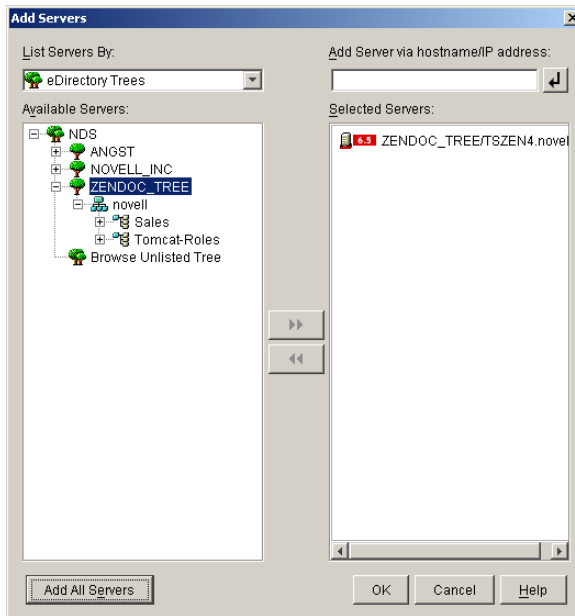 Add Servers
List Servers By:
eDirectory Trees
Add Server via hostname/IP address:
Available Servers:
NDS
ANGST
NOVELL_INC
ZENDOC_TREE
novell
Sales
Tomcat-Roles
Browse Unlisted Tree
Selected Servers:
6.5 ZENDOC_TREE/TSZEN4.novel
Add All Servers
OK
Cancel
Help